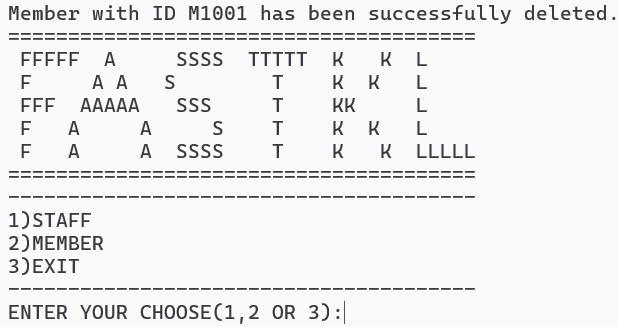 Member with ID M1001 has been successfully deleted.
=======================================
 FFFFF  A     SSSS  TTTTT  K   K  L
 F     A A   S        T    K  K   L
 FFF  AAAAA   SSS     T    KK     L
 F   A     A     S    T    K  K   L
 F   A     A  SSSS    T    K   K  LLLLL
=======================================
---------------------------------------
1)STAFF
2)MEMBER
3)EXIT
---------------------------------------
ENTER YOUR CHOOSE(1,2 OR 3):